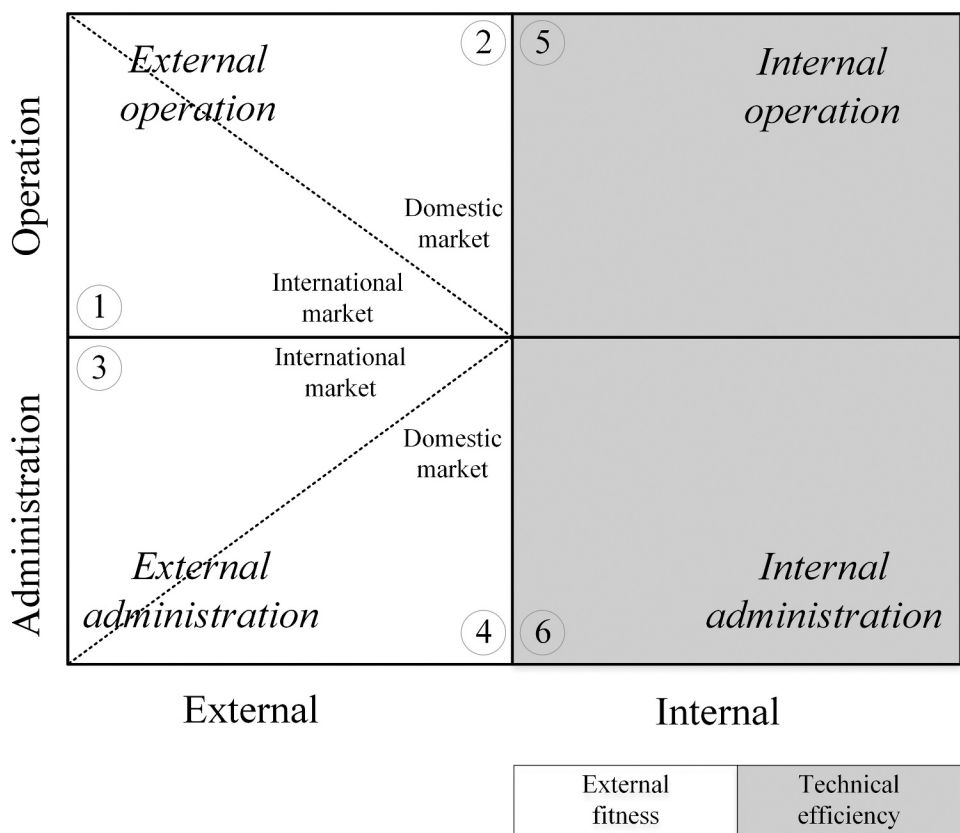 2
5
External
operation
Internal
operation
Operation
Domestic
market
International
market
1
3
International
market
Domestic
market
Administration
External
administration
Internal
administration
4
6
External
Internal
External
fitness
Technical
efficiency